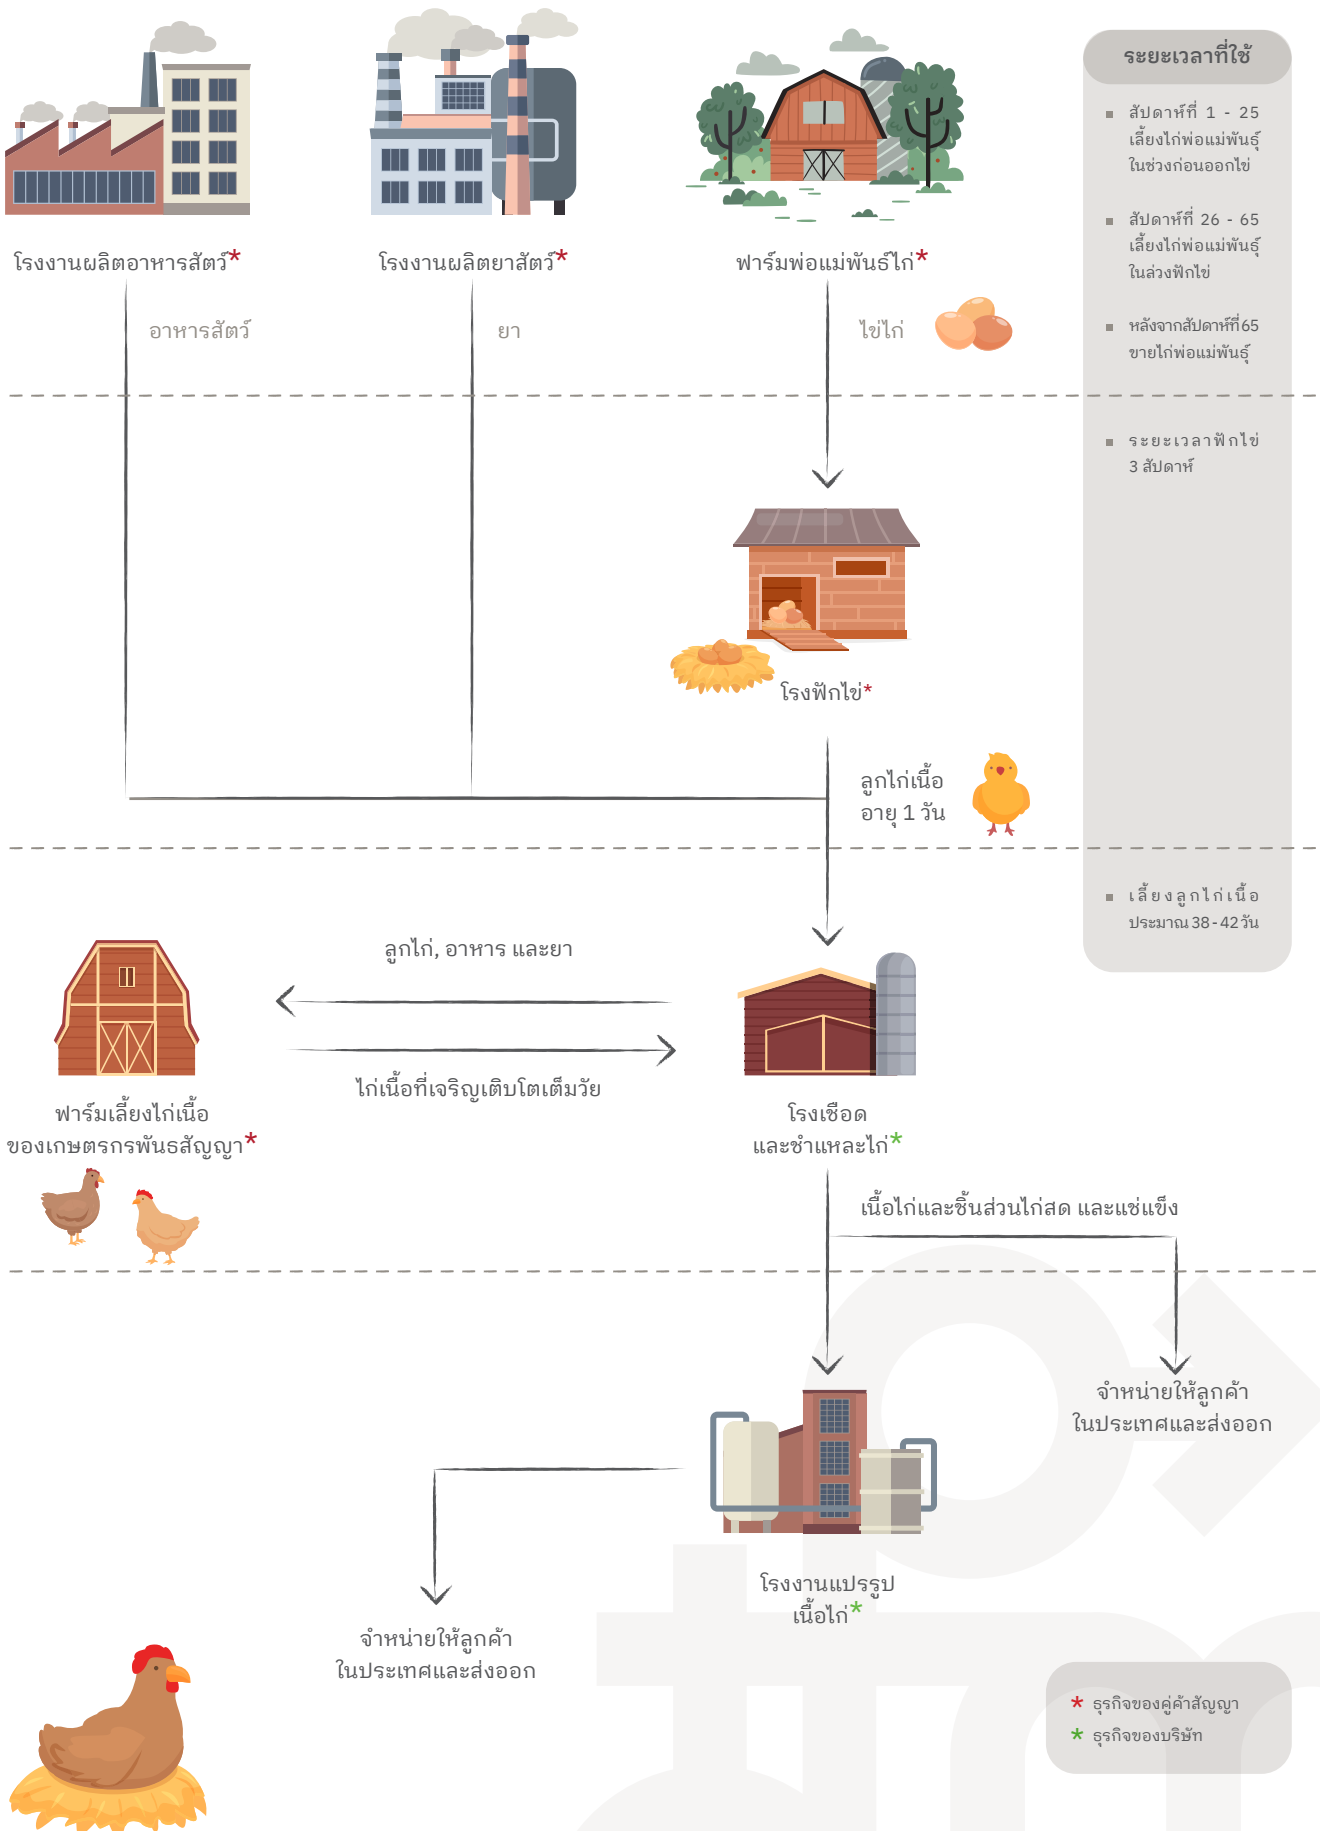 ระยะเวลาที่ใช้
สัปดาห์ที่ 1 - 25
เลี้ยงไก่พ่อแม่พันธุ์
ในช่วงก่อนออกไข่
สัปดาห์ที่ 26 - 65
เลี้ยงไก่พ่อแม่พันธุ์
ในล่วงฟักไข่
หลังจากสัปดาห์ที่ 65
ขายไก่พ่อแม่พันธุ์
โรงงานผลิตอาหารสัตว์*
โรงงานผลิตยาสัตว์*
ฟาร์มพ่อแม่พันธ์ไก่*
อาหารสัตว์
ยา
ไข่ไก่
ระยะเวลาฟักไข่
3 สัปดาห์
โรงฟักไข่*
ลูกไก่เนื้อ
อายุ 1 วัน
เลี้ยงลูกไก่เนื้อ
ประมาณ 38 - 42 วัน
ลูกไก่, อาหาร และยา
ไก่เนื้อที่เจริญเติบโตเต็มวัย
ฟาร์มเลี้ยงไก่เนื้อ
ของเกษตรกรพันธสัญญา*
โรงเชือด
และชำแหละไก่*
เนื้อไก่และชิ้นส่วนไก่สด และแช่แข็ง
จำหน่ายให้ลูกค้า
ในประเทศและส่งออก
โรงงานแปรรูป
เนื้อไก่*
จำหน่ายให้ลูกค้า
ในประเทศและส่งออก
* ธุรกิจของคู่ค้าสัญญา
* ธุรกิจของบริษัท